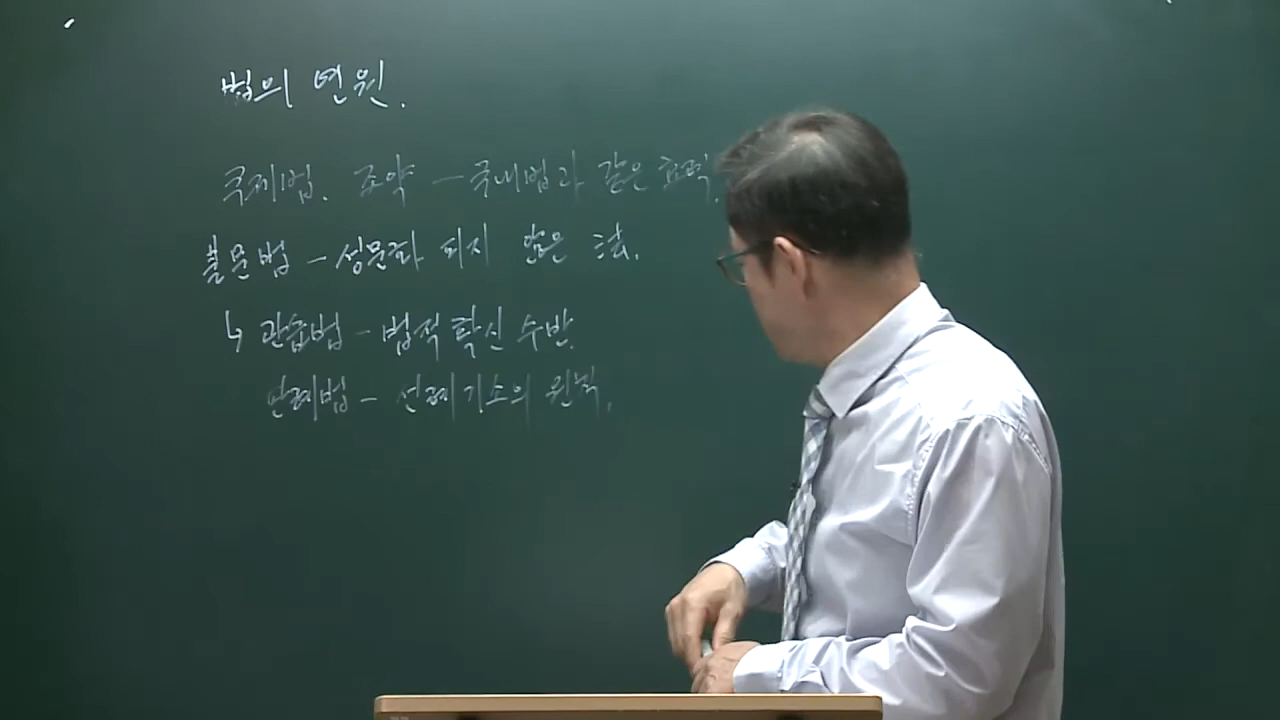 법의 연원.
국제법. 조약 - 국내법과 같은 효력.
불문법 - 성문화 되지 않은 法.
↳ 관습법 - 법적 확신 수반.
판례법 - 선례기속의 원칙.